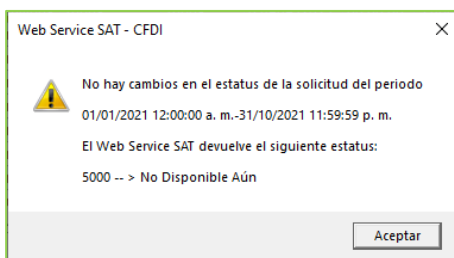 Web Service SAT - CFDI
No hay cambios en el estatus de la solicitud del periodo
01/01/2021 12:00:00 a. m.-31/10/2021 11:59:59 p. m.
El Web Service SAT devuelve el siguiente estatus:
5000 -- > No Disponible Aún
Aceptar